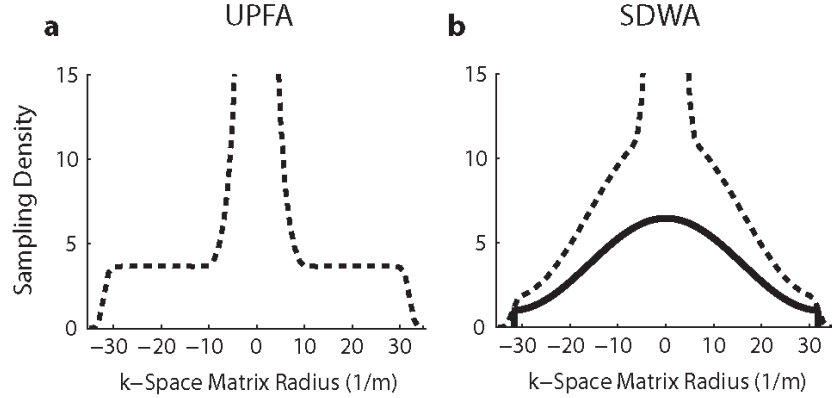 a
UPFA
b
SDWA
Sampling Density
15
10
5
0
−30 −20 −10 0 10 20 30
k−Space Matrix Radius (1/m)
15
10
5
0
−30 −20 −10 0 10 20 30
k−Space Matrix Radius (1/m)